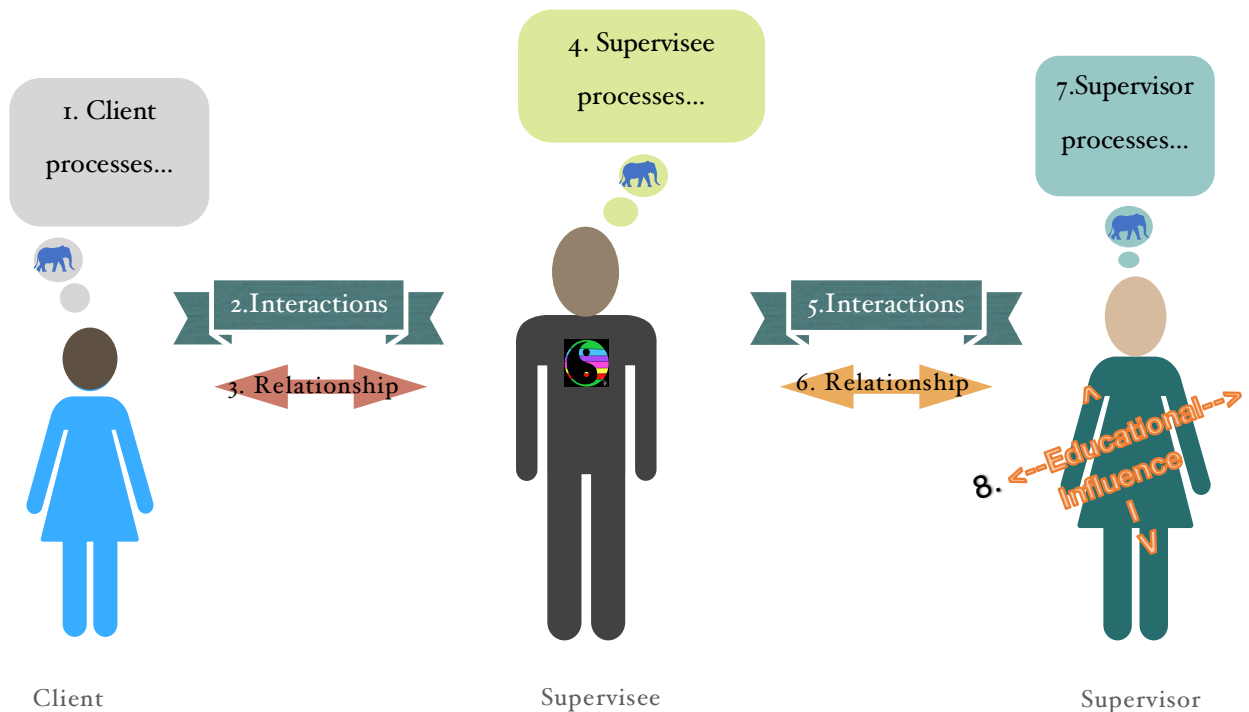 4. Supervisee
processes...
1. Client
processes...
7.Supervisor
processes...
2.Interactions
5.Interactions
3. Relationship
6. Relationship
8. <--Educational-->
Influence
Client
Supervisee
Supervisor